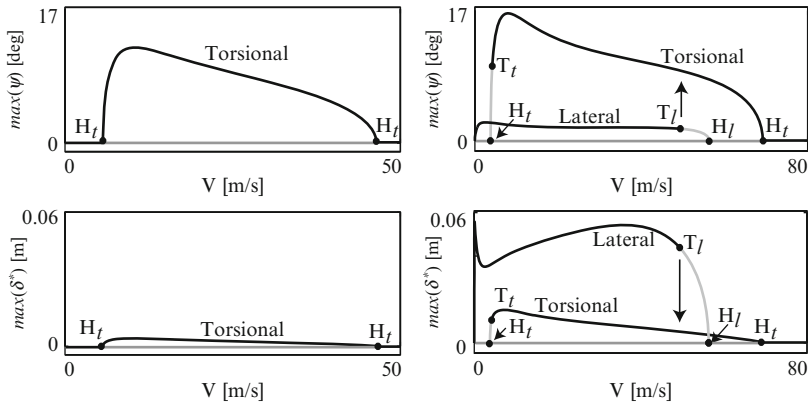 17
max(ψ) [deg]
Torsional
H_t
H_t
0
0
50
V [m/s]
17
max(ψ) [deg]
T_t
Torsional
H_t
T_l
Lateral
H_l
H_t
0
0
80
V [m/s]
0.06
max(δ*) [m]
H_t
Torsional
H_t
0
0
50
V [m/s]
0.06
max(δ*) [m]
Lateral
T_l
T_t
Torsional
H_t
H_l
H_t
0
0
80
V [m/s]